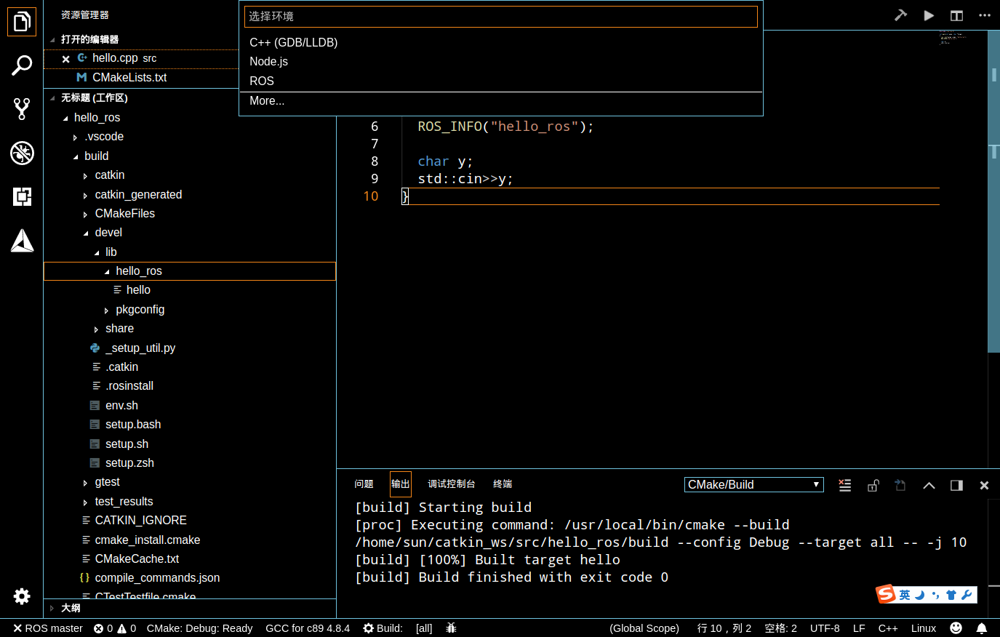 资源管理器
打开的编辑器
hello.cpp src
CMakeLists.txt
无标题 (工作区)
hello_ros
.vscode
build
catkin
catkin_generated
CMakeFiles
devel
lib
hello_ros
hello
pkgconfig
share
_setup_util.py
.catkin
.rosinstall
env.sh
setup.bash
setup.sh
setup.zsh
gtest
test_results
CATKIN_IGNORE
cmake_install.cmake
CMakeCache.txt
{ } compile_commands.json
CTestTestfile.cmake
大纲
选择环境
C++ (GDB/LLDB)
Node.js
ROS
More...
6 ROS_INFO("hello_ros");
7
8 char y;
9 std::cin>>y;
10 }
问题 输出 调试控制台 终端 CMake/Build
[build] Starting build
[proc] Executing command: /usr/local/bin/cmake --build
/home/sun/catkin_ws/src/hello_ros/build --config Debug --target all -- -j 10
[build] [100%] Built target hello
[build] Build finished with exit code 0
S 英
ROS master 0 0 CMake: Debug: Ready GCC for c89 4.8.4 Build: [all] (Global Scope) 行 10，列 2 空格: 2 UTF-8 LF C++ Linux